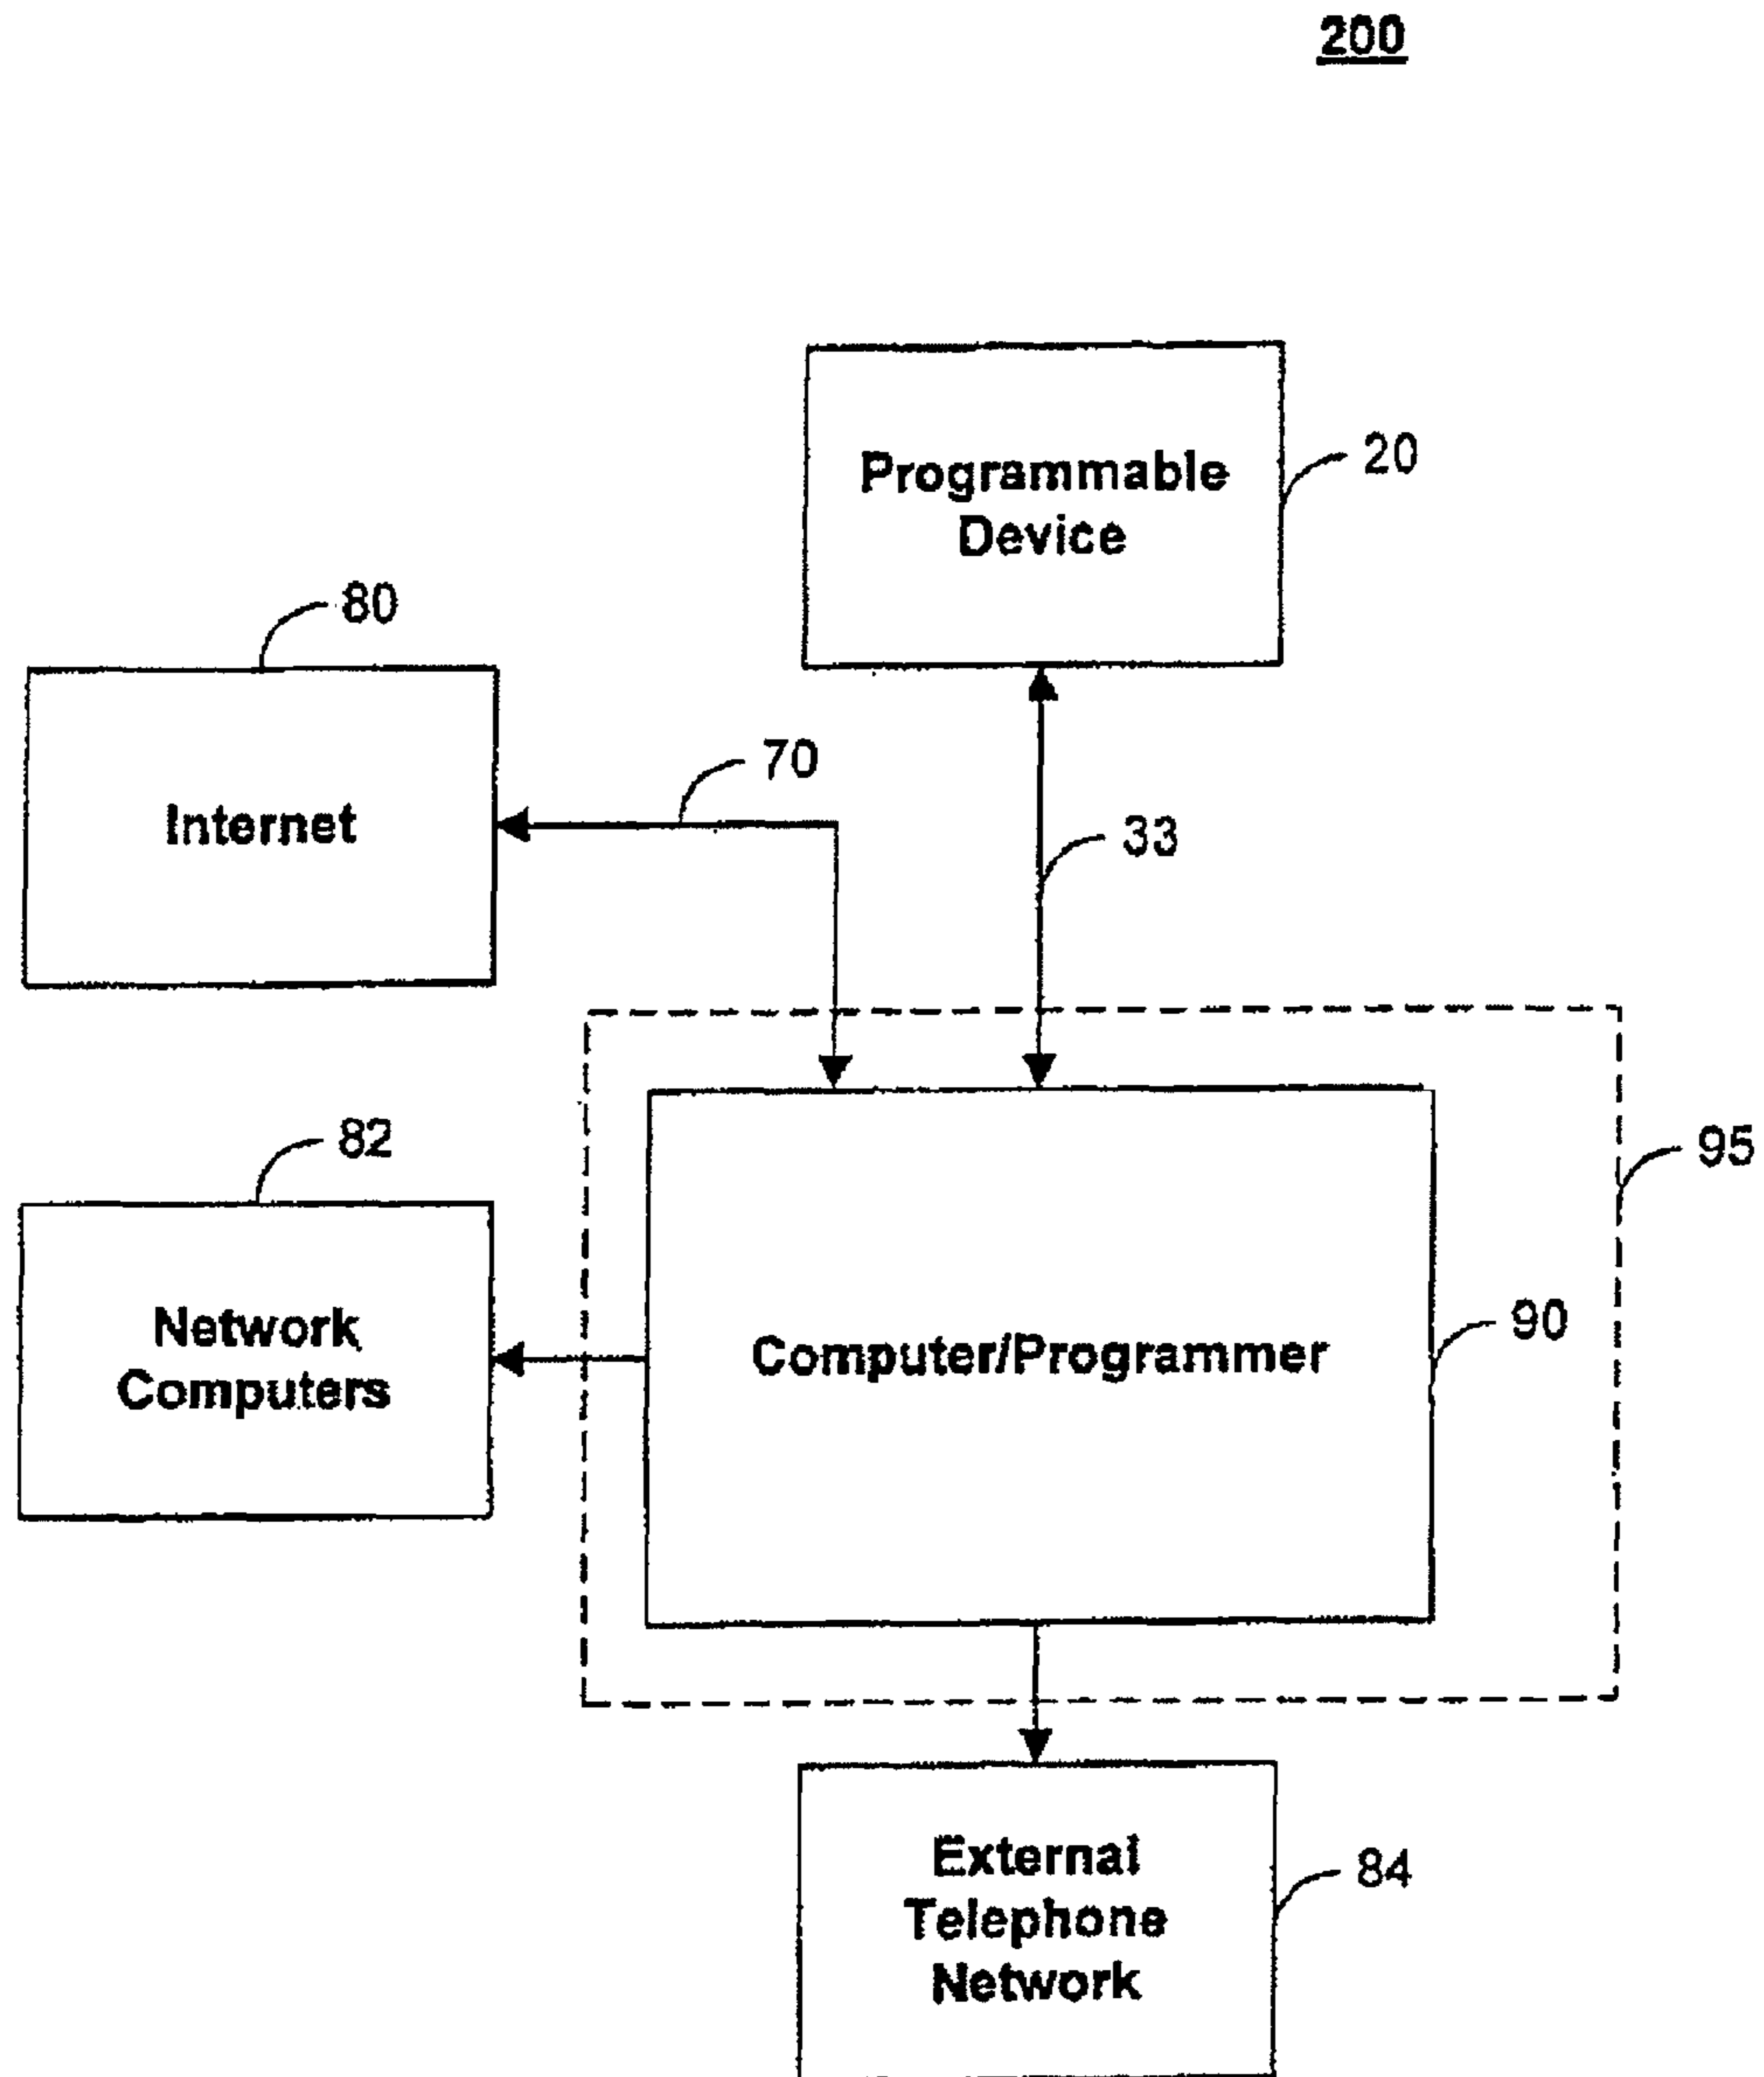 200
Programmable
Device
20
80
Internet
70
33
82
Network
Computers
95
Computer/Programmer
90
External
Telephone
Network
84